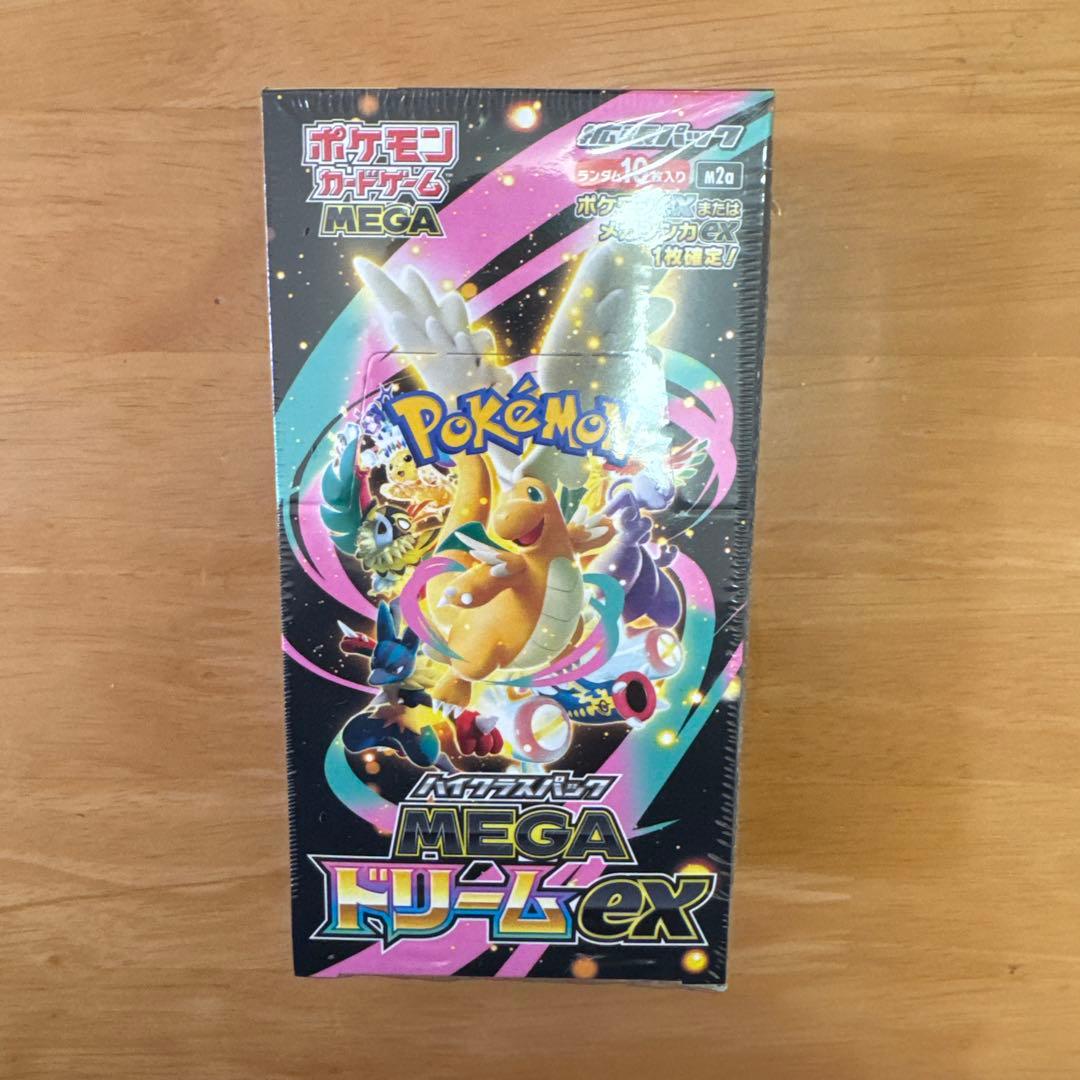 ポケモン
カードゲーム
MEGA
拡張パック
ランダム10枚入り
M2a
ポケモンexまたは
メガシンカex
1枚確定!
POKÉMON
ハイクラスパック
MEGA
ドリームex